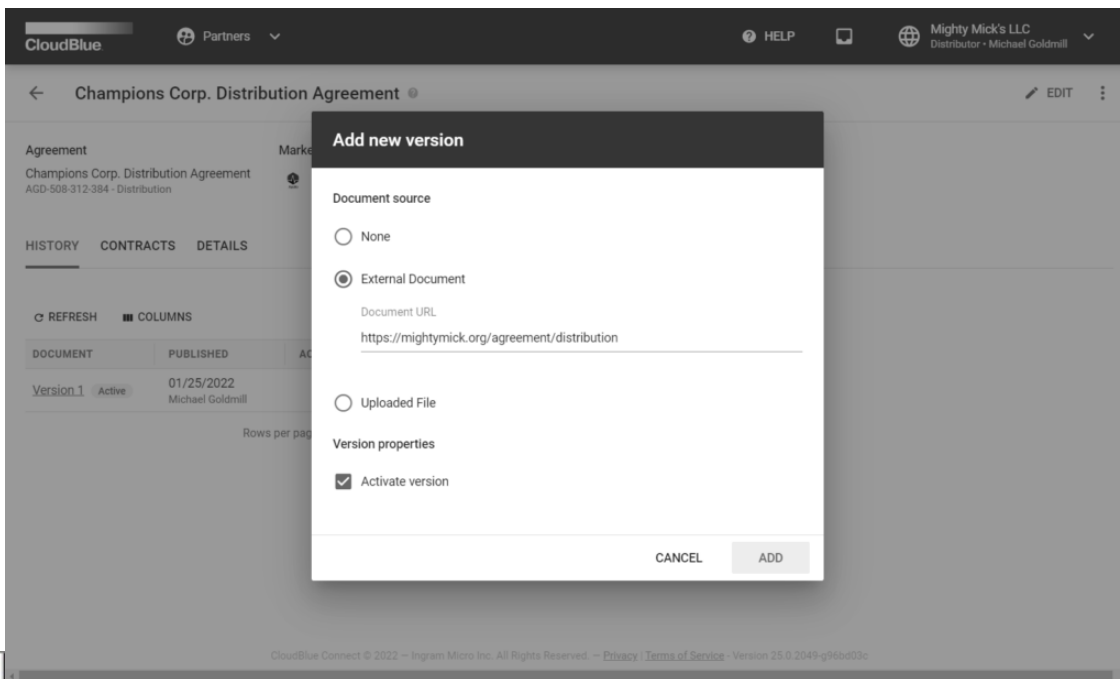 CloudBlue
Partners
HELP
Mighty Mick's LLC
Distributor • Michael Goldmill
Champions Corp. Distribution Agreement
EDIT
Agreement
Marke
Champions Corp. Distribution Agreement
AGD-508-312-384 - Distribution
HISTORY CONTRACTS DETAILS
REFRESH COLUMNS
DOCUMENT PUBLISHED AC
Version 1 Active 01/25/2022
Michael Goldmill
Rows per pag
Add new version
Document source
None
External Document
Document URL
https://mightymick.org/agreement/distribution
Uploaded File
Version properties
Activate version
CANCEL ADD
CloudBlue Connect © 2022 — Ingram Micro Inc. All Rights Reserved. — Privacy | Terms of Service - Version 25.0.2049-g96bd03c